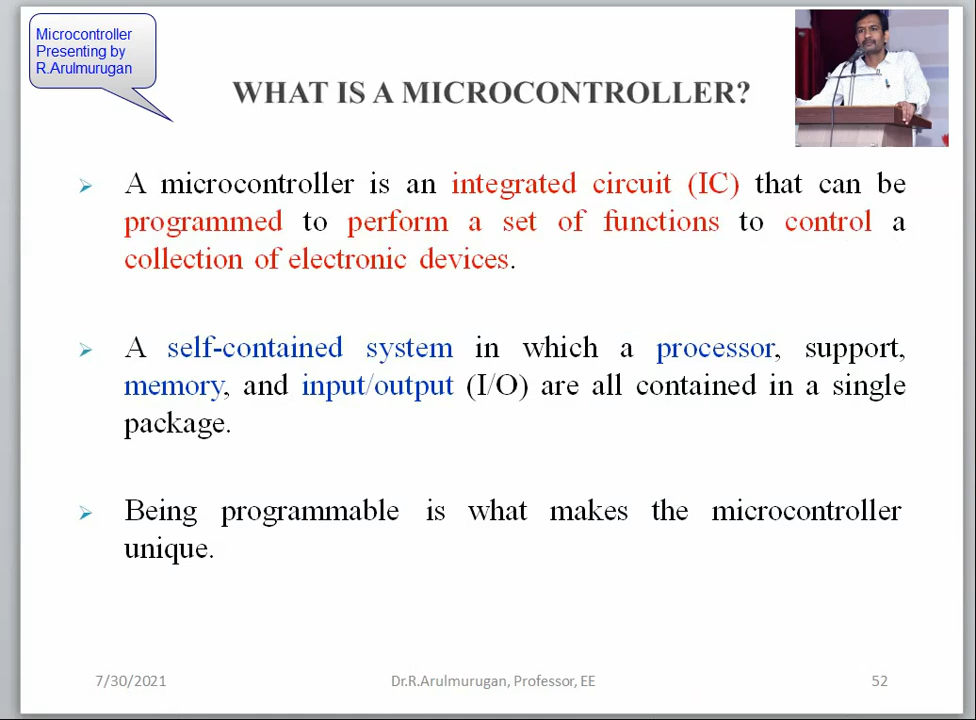 Microcontroller
Presenting by
R.Arulmurugan
WHAT IS A MICROCONTROLLER?
A microcontroller is an integrated circuit (IC) that can be
programmed to perform a set of functions to control a
collection of electronic devices.
A self-contained system in which a processor, support,
memory, and input/output (I/O) are all contained in a single
package.
Being programmable is what makes the microcontroller
unique.
7/30/2021
Dr.R.Arulmurugan, Professor, EE
52